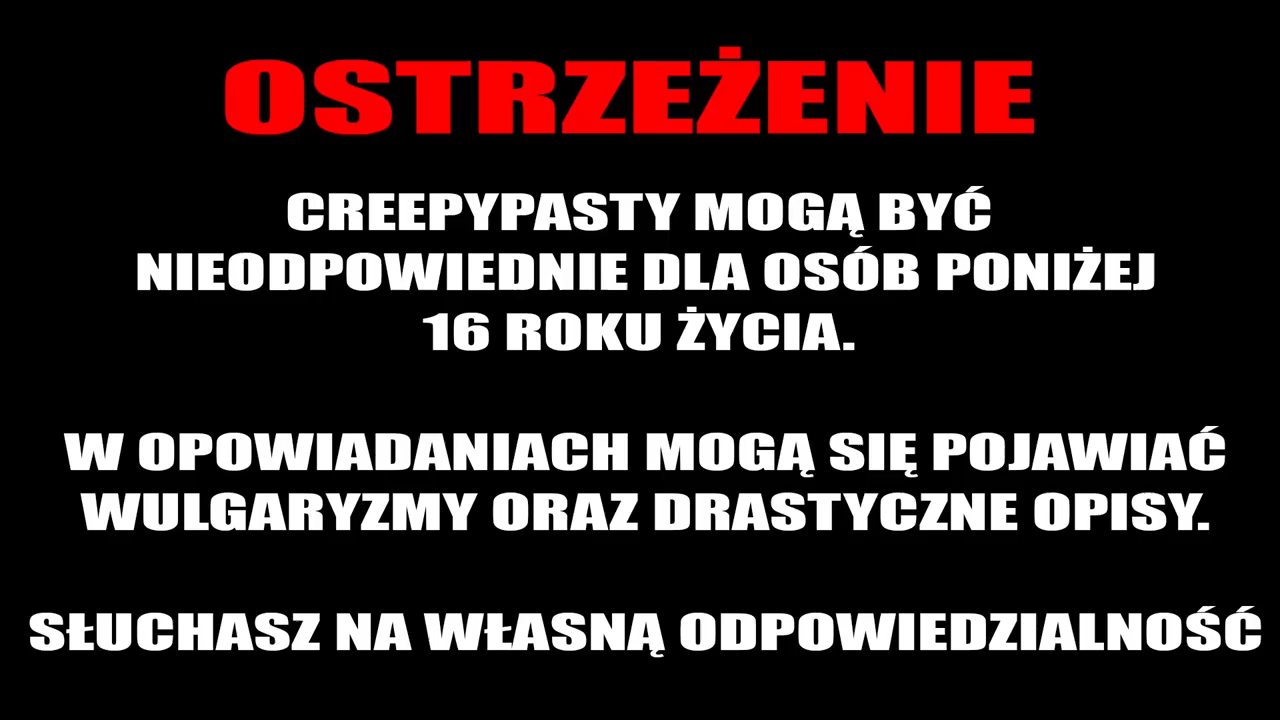 OSTRZEŻENIE
CREEPYPASTY MOGĄ BYĆ
NIEODPOWIEDNIE DLA OSÓB PONIŻEJ
16 ROKU ŻYCIA.
W OPOWIADANIACH MOGĄ SIĘ POJAWIAĆ
WULGARYZMY ORAZ DRASTYCZNE OPISY.
SŁUCHASZ NA WŁASNĄ ODPOWIEDZIALNOŚĆ